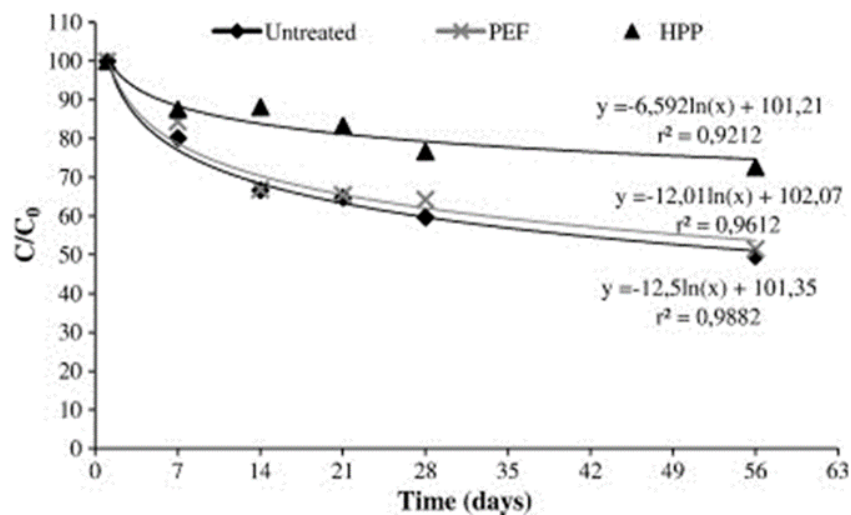 Untreated PEF HPP
110
100
90
80
70
60
50
40
30
20
10
0
C/C₀
y =-6,592ln(x) + 101,21
r² = 0,9212
y =-12,01ln(x) + 102,07
r² = 0,9612
y =-12,5ln(x) + 101,35
r² = 0,9882
0 7 14 21 28 35 42 49 56 63
Time (days)